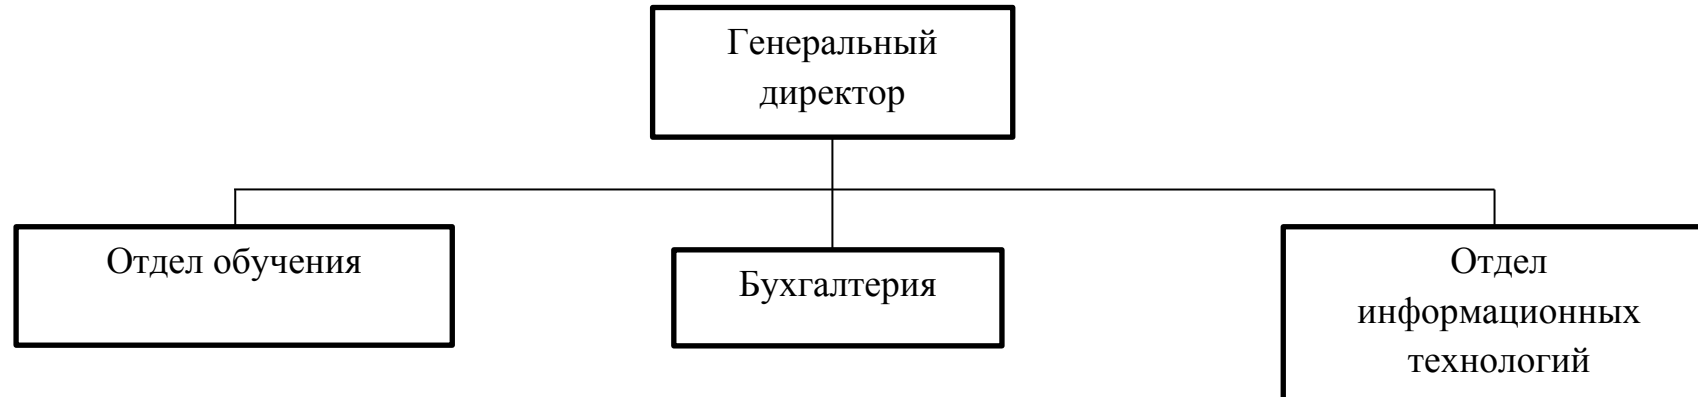 Генеральный
директор
Отдел обучения
Бухгалтерия
Отдел
информационных
технологий